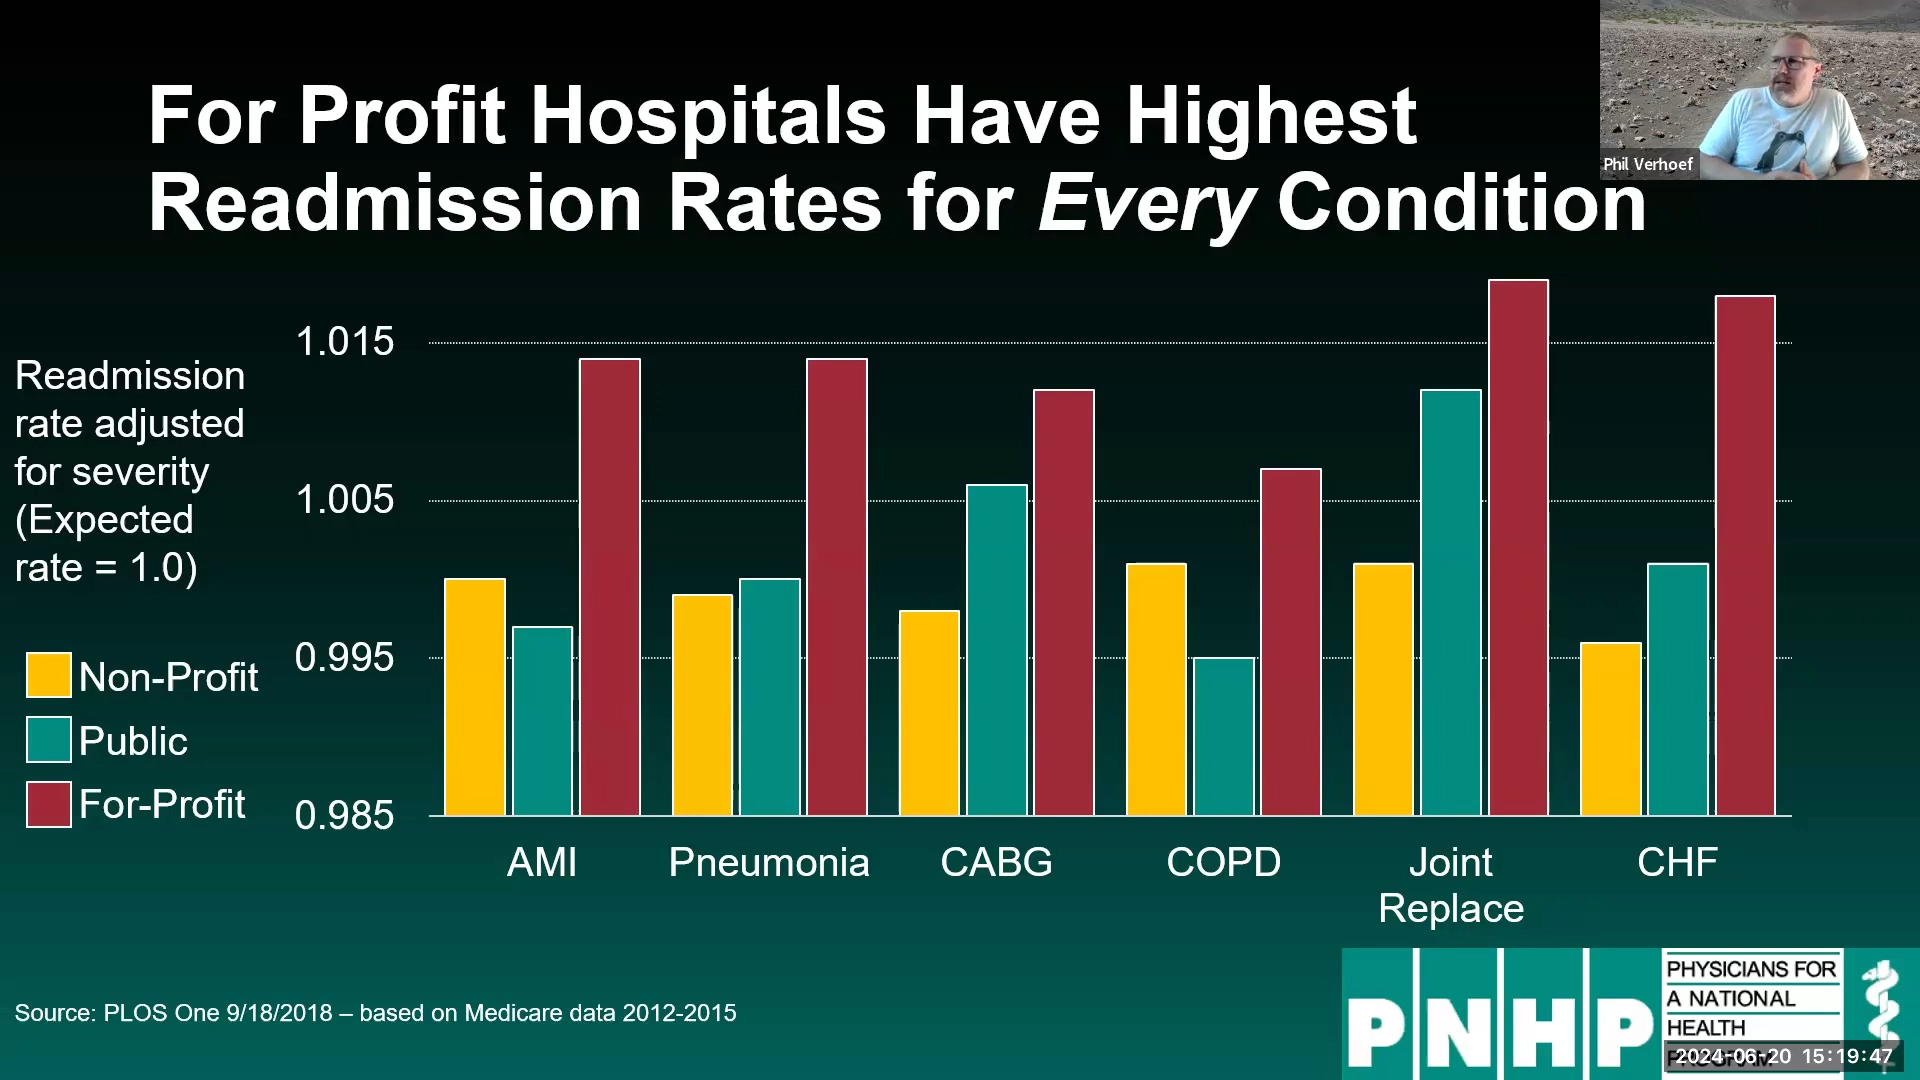 For Profit Hospitals Have Highest
Readmission Rates for Every Condition
Phil Verhoef
Readmission
rate adjusted
for severity
(Expected
rate = 1.0)
Non-Profit
Public
For-Profit
1.015
1.005
0.995
0.985
AMI
Pneumonia
CABG
COPD
Joint
Replace
CHF
Source: PLOS One 9/18/2018 – based on Medicare data 2012-2015
PNHP
PHYSICIANS FOR
A NATIONAL
HEALTH
PROGRAM
2024-06-20 15:19:47